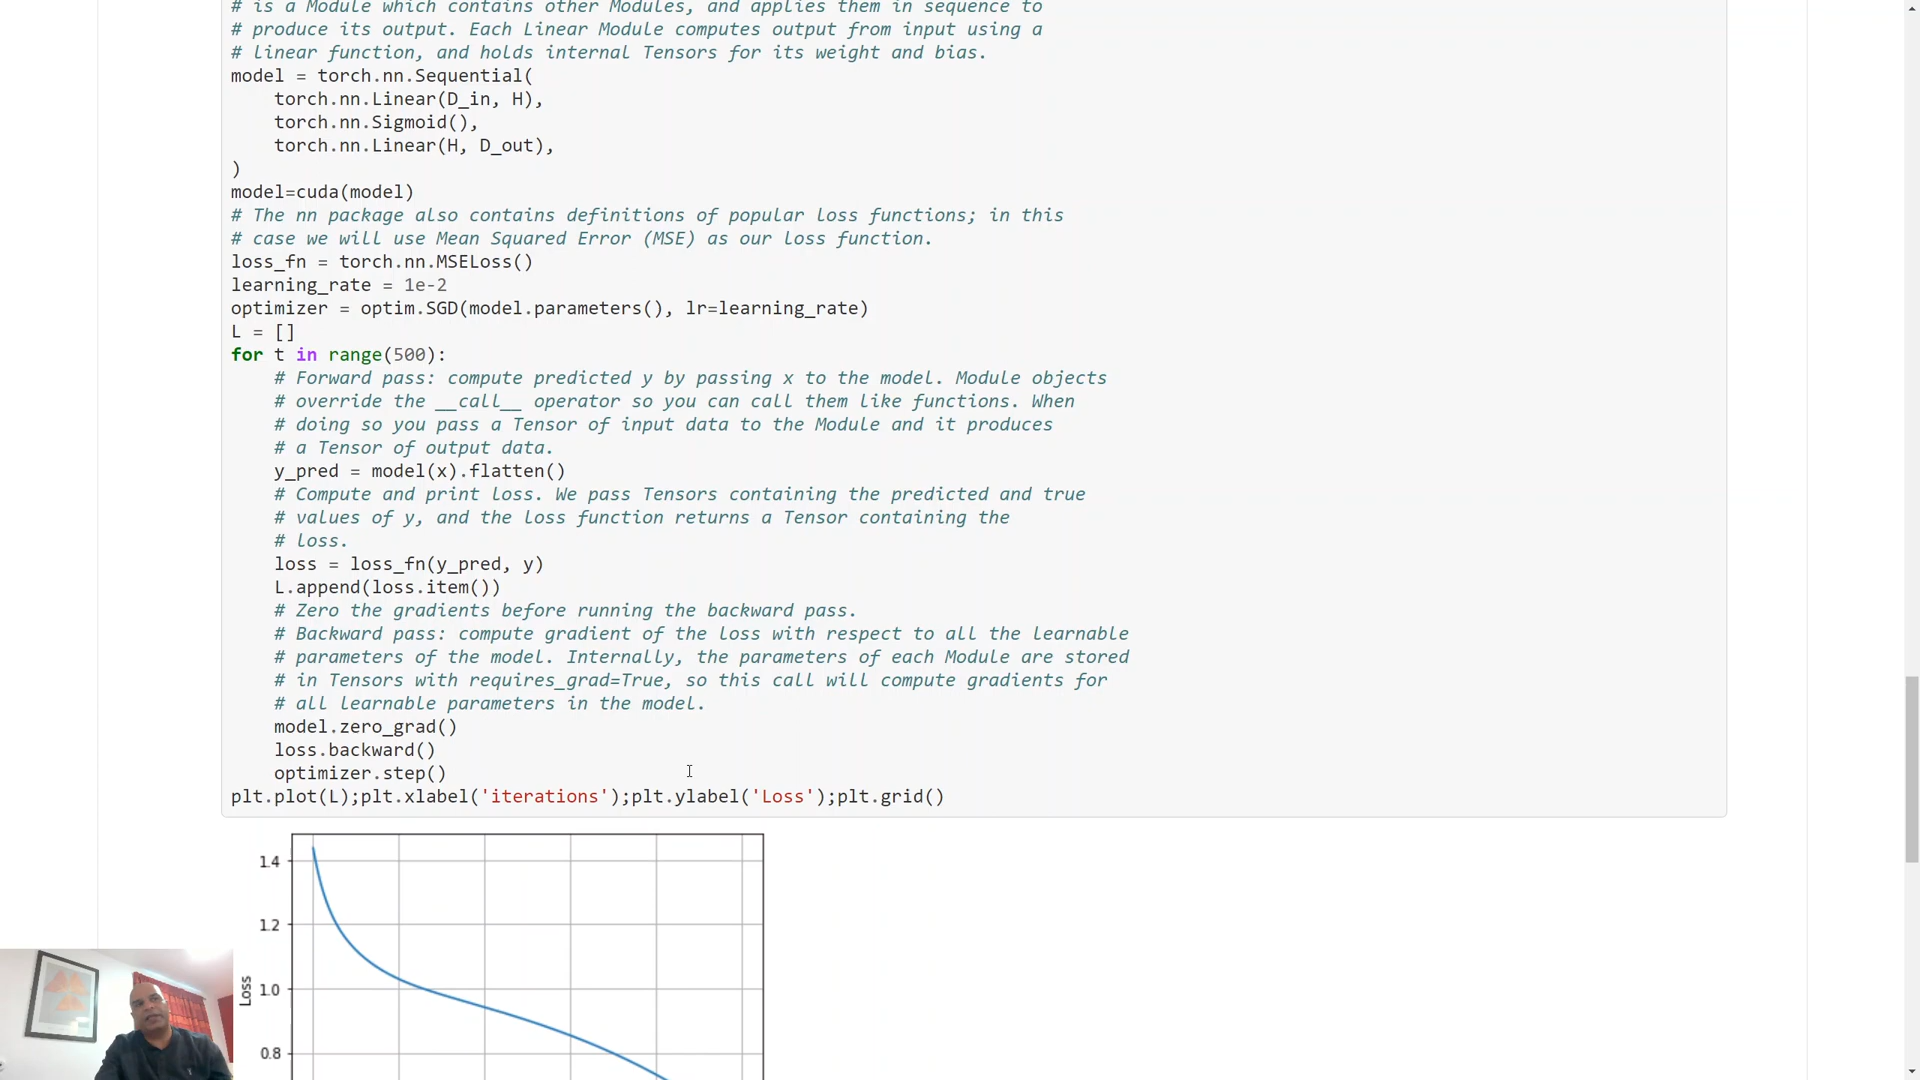 # is a Module which contains other Modules, and applies them in sequence to
# produce its output. Each Linear Module computes output from input using a
# linear function, and holds internal Tensors for its weight and bias.
model = torch.nn.Sequential(
    torch.nn.Linear(D_in, H),
    torch.nn.Sigmoid(),
    torch.nn.Linear(H, D_out),
)
model=cuda(model)
# The nn package also contains definitions of popular loss functions; in this
# case we will use Mean Squared Error (MSE) as our loss function.
loss_fn = torch.nn.MSELoss()
learning_rate = 1e-2
optimizer = optim.SGD(model.parameters(), lr=learning_rate)
L = []
for t in range(500):
    # Forward pass: compute predicted y by passing x to the model. Module objects
    # override the __call__ operator so you can call them like functions. When
    # doing so you pass a Tensor of input data to the Module and it produces
    # a Tensor of output data.
    y_pred = model(x).flatten()
    # Compute and print loss. We pass Tensors containing the predicted and true
    # values of y, and the loss function returns a Tensor containing the
    # loss.
    loss = loss_fn(y_pred, y)
    L.append(loss.item())
    # Zero the gradients before running the backward pass.
    # Backward pass: compute gradient of the loss with respect to all the learnable
    # parameters of the model. Internally, the parameters of each Module are stored
    # in Tensors with requires_grad=True, so this call will compute gradients for
    # all learnable parameters in the model.
    model.zero_grad()
    loss.backward()
    optimizer.step()
plt.plot(L);plt.xlabel('iterations');plt.ylabel('Loss');plt.grid()
1.4
1.2
1.0
Loss
0.8